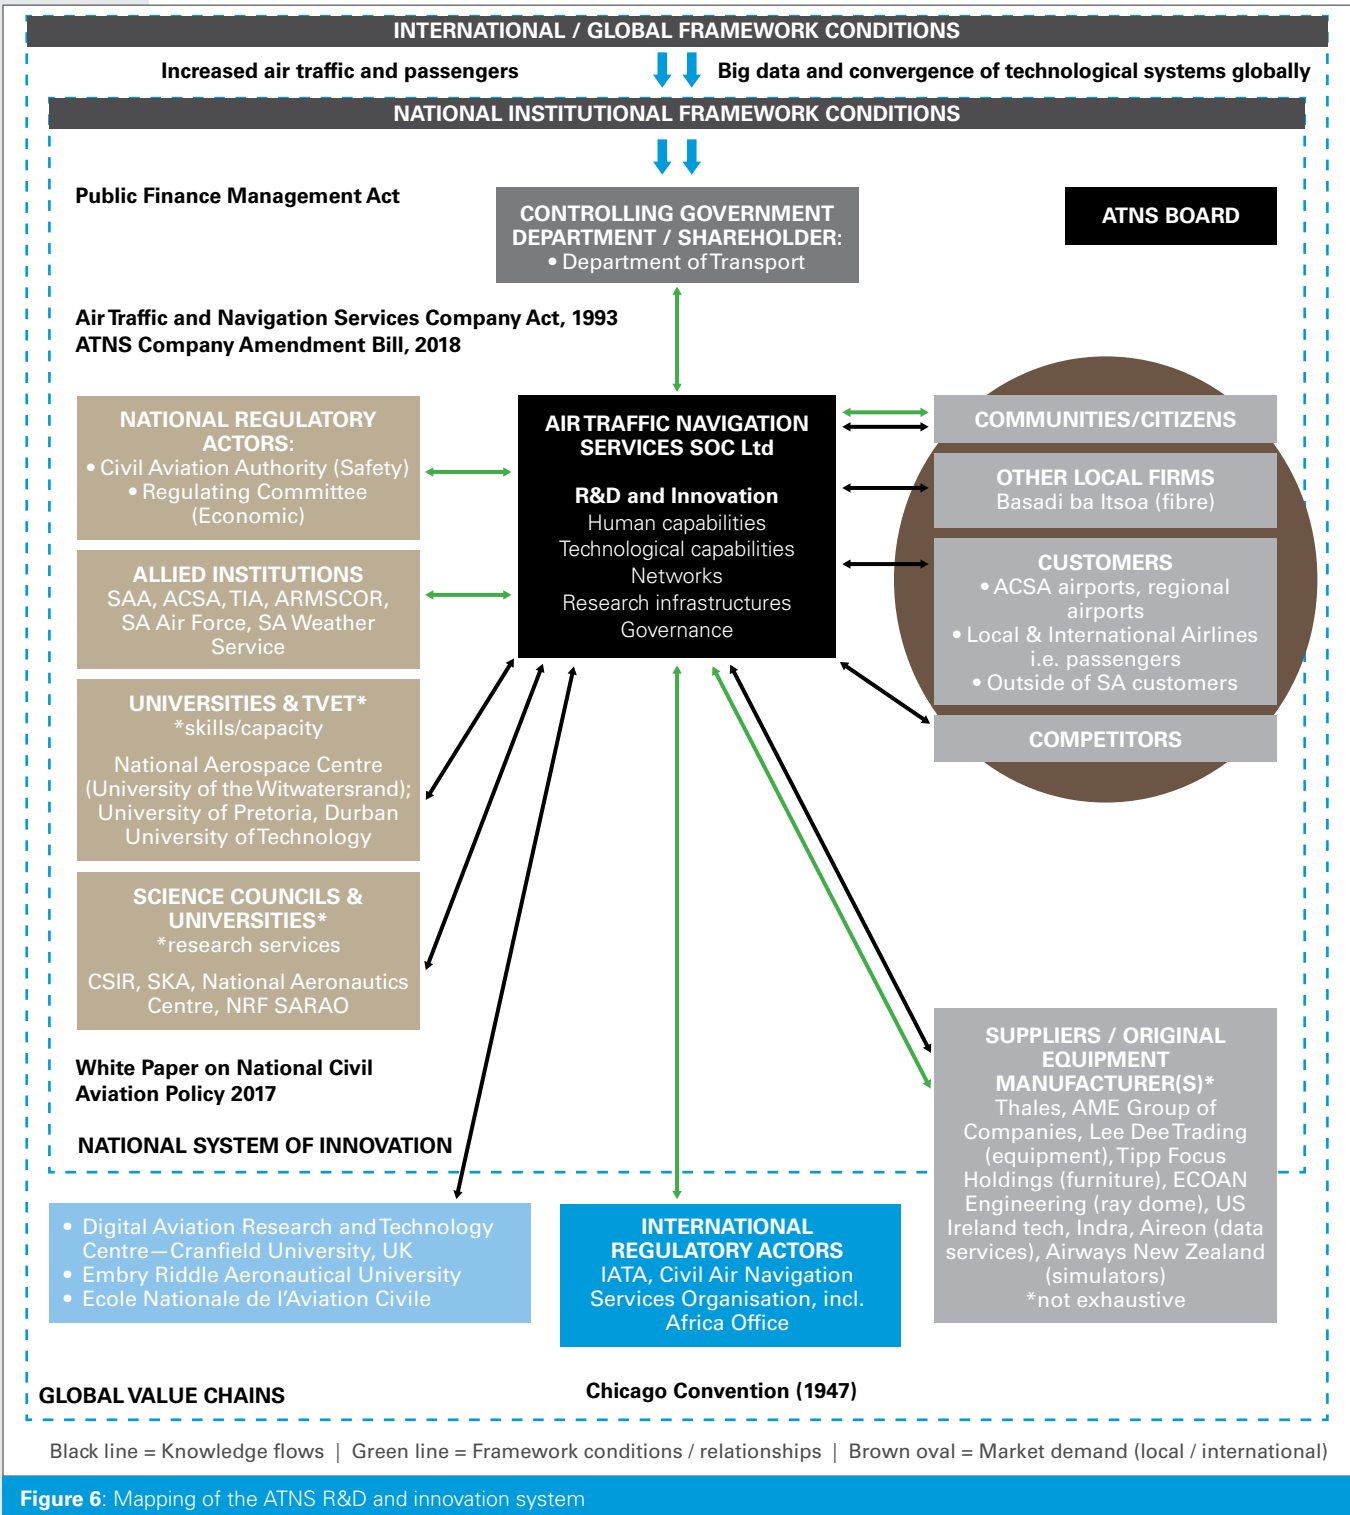 INTERNATIONAL / GLOBAL FRAMEWORK CONDITIONS
Increased air traffic and passengers
Big data and convergence of technological systems globally
NATIONAL INSTITUTIONAL FRAMEWORK CONDITIONS
Public Finance Management Act
CONTROLLING GOVERNMENT
DEPARTMENT / SHAREHOLDER:
• Department of Transport
ATNS BOARD
Air Traffic and Navigation Services Company Act, 1993
ATNS Company Amendment Bill, 2018
NATIONAL REGULATORY
ACTORS:
• Civil Aviation Authority (Safety)
• Regulating Committee
(Economic)
ALLIED INSTITUTIONS
SAA, ACSA, TIA, ARMSCOR,
SA Air Force, SA Weather
Service
UNIVERSITIES & TVET*
*skills/capacity
National Aerospace Centre
(University of the Witwatersrand);
University of Pretoria, Durban
University of Technology
SCIENCE COUNCILS &
UNIVERSITIES*
*research services
CSIR, SKA, National Aeronautics
Centre, NRF SARAO
AIR TRAFFIC NAVIGATION
SERVICES SOC Ltd
R&D and Innovation
Human capabilities
Technological capabilities
Networks
Research infrastructures
Governance
COMMUNITIES/CITIZENS
OTHER LOCAL FIRMS
Basadi ba Itsoa (fibre)
CUSTOMERS
• ACSA airports, regional
airports
• Local & International Airlines
i.e. passengers
• Outside of SA customers
COMPETITORS
SUPPLIERS / ORIGINAL
EQUIPMENT
MANUFACTURER(S)*
Thales, AME Group of
Companies, Lee Dee Trading
(equipment), Tipp Focus
Holdings (furniture), ECOAN
Engineering (ray dome), US
Ireland tech, Indra, Aireon (data
services), Airways New Zealand
(simulators)
*not exhaustive
White Paper on National Civil
Aviation Policy 2017
NATIONAL SYSTEM OF INNOVATION
• Digital Aviation Research and Technology
Centre—Cranfield University, UK
• Embry Riddle Aeronautical University
• Ecole Nationale de l'Aviation Civile
INTERNATIONAL
REGULATORY ACTORS
IATA, Civil Air Navigation
Services Organisation, incl.
Africa Office
GLOBAL VALUE CHAINS
Chicago Convention (1947)
Black line = Knowledge flows | Green line = Framework conditions / relationships | Brown oval = Market demand (local / international)
Figure 6: Mapping of the ATNS R&D and innovation system